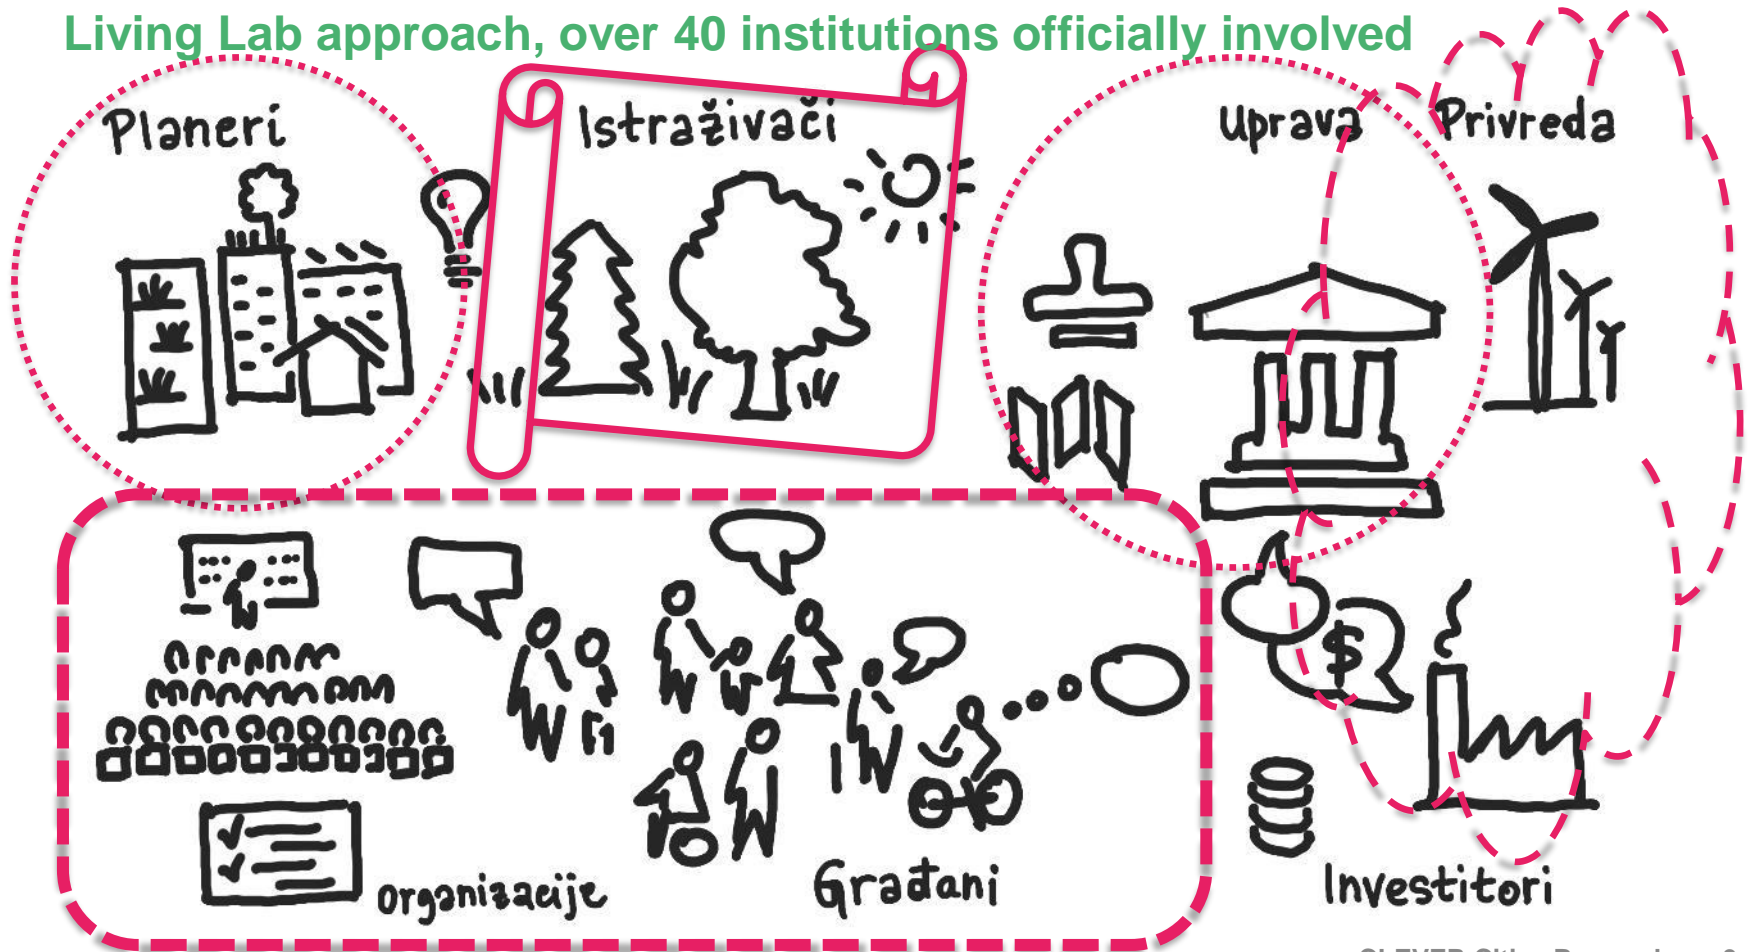 Living Lab approach, over 40 institutions officially involved
Planeri
Istraživači
Uprava
Privreda
$
organizacije
Građani
Investitori